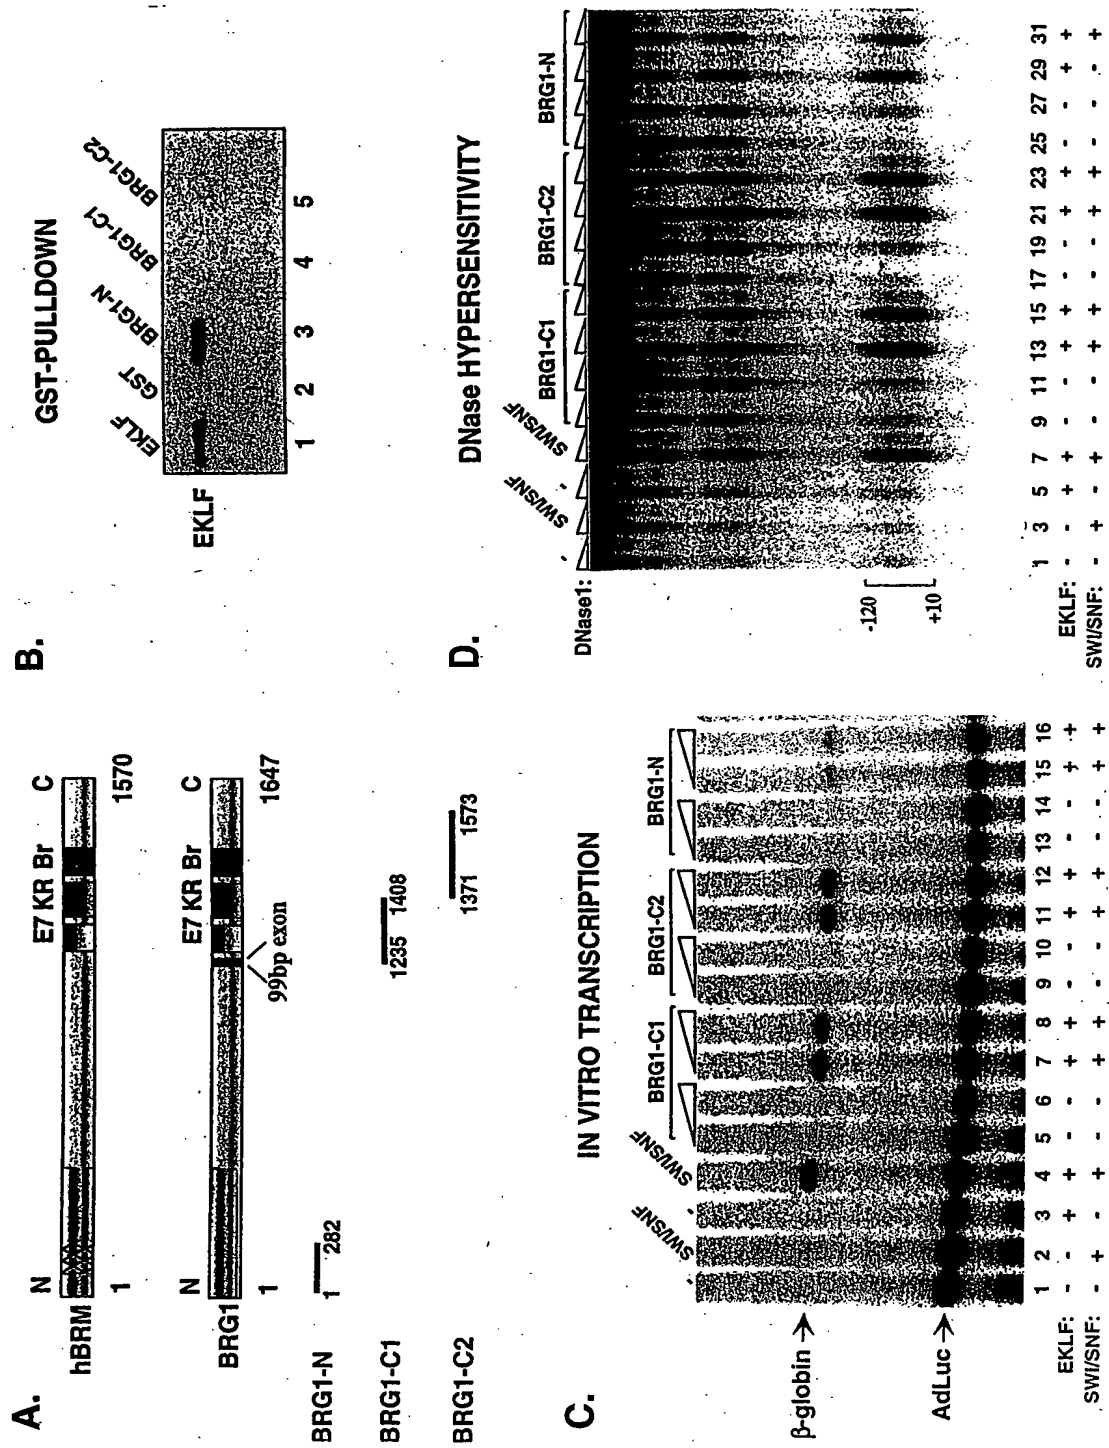 A.
N E7 KR Br C
hBRM
1 1570
N E7 KR Br C
BRG1
1 99bp exon 1647
BRG1-N
1 282
BRG1-C1
1235 1408
BRG1-C2
1371 1573
B.
GST-PULLDOWN
EKLF GST BRG1-N BRG1-C1 BRG1-C2
EKLF
1 2 3 4 5
C.
IN VITRO TRANSCRIPTION
- SWI/SNF - SWI/SNF BRG1-C1 BRG1-C2 BRG1-N
β-globin
AdLuc
1 2 3 4 5 6 7 8 9 10 11 12 13 14 15 16
EKLF: - - + + - - + + - - + + - - + +
SWI/SNF: - + - + - - + + - - + + - - + +
D.
DNase HYPERSENSITIVITY
- SWI/SNF - SWI/SNF BRG1-C1 BRG1-C2 BRG1-N
DNase1:
-120
+10
1 3 5 7 9 11 13 15 17 19 21 23 25 27 29 31
EKLF: - - + + - - + + - - + + - - + +
SWI/SNF: - + - + - - + + - - + + - - - +